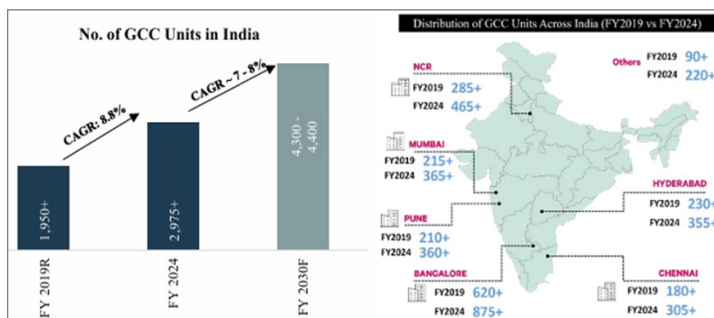 No. of GCC Units in India
CAGR: 8.8%
CAGR ~ 7 - 8%
1,950+
2,975+
4,300 -
4,400
FY 2019R
FY 2024
FY 2030F
Distribution of GCC Units Across India (FY2019 vs FY2024)
Others FY2019 90+
FY2024 220+
NCR
FY2019 285+
FY2024 465+
MUMBAI
FY2019 215+
FY2024 365+
HYDERABAD
FY2019 230+
FY2024 355+
PUNE
FY2019 210+
FY2024 360+
BANGALORE
FY2019 620+
FY2024 875+
CHENNAI
FY2019 180+
FY2024 305+